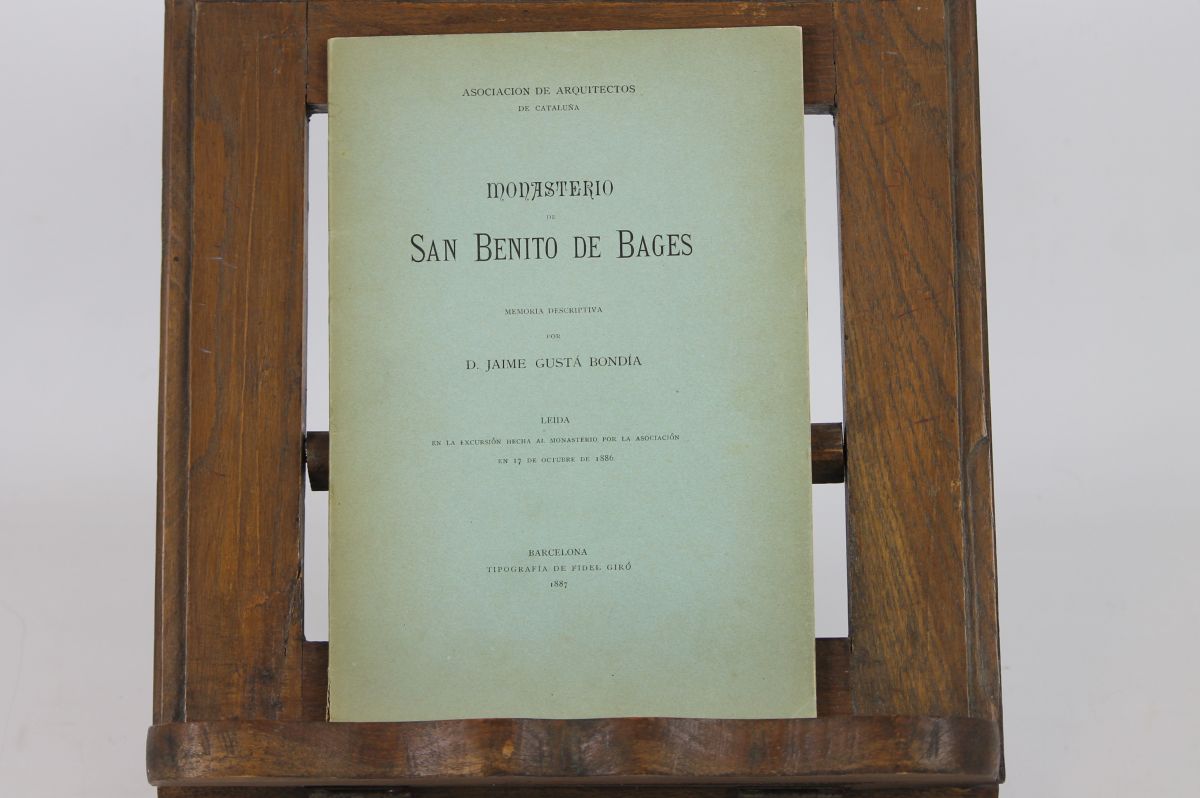 ASOCIACION DE ARQUITECTOS
DE CATALUÑA
MONASTERIO
DE
SAN BENITO DE BAGES
MEMORIA DESCRIPTIVA
POR
D. JAIME GUSTÁ BONDÍA
LEIDA
EN LA EXCURSIÓN HECHA AL MONASTERIO POR LA ASOCIACIÓN
EN 17 DE OCTUBRE DE 1886
BARCELONA
TIPOGRAFÍA DE FIDEL GIRÓ
1887